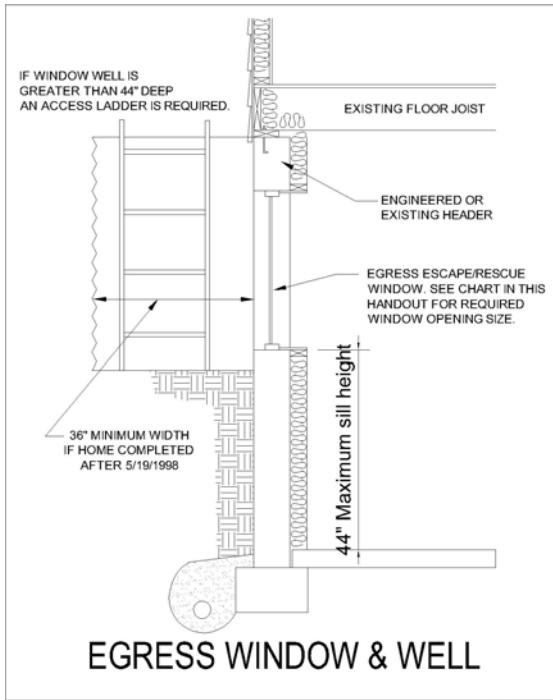 IF WINDOW WELL IS
GREATER THAN 44" DEEP
AN ACCESS LADDER IS REQUIRED.
EXISTING FLOOR JOIST
ENGINEERED OR
EXISTING HEADER
EGRESS ESCAPE/RESCUE
WINDOW. SEE CHART IN THIS
HANDOUT FOR REQUIRED
WINDOW OPENING SIZE.
36" MINIMUM WIDTH
IF HOME COMPLETED
AFTER 5/19/1998
44" Maximum sill height
EGRESS WINDOW & WELL